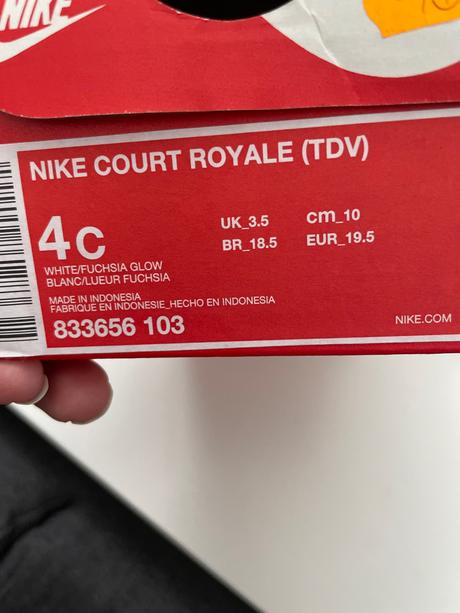 NIKE
NIKE COURT ROYALE (TDV)
4C
UK_3.5 cm_10
BR_18.5 EUR_19.5
WHITE/FUCHSIA GLOW
BLANC/LUEUR FUCHSIA
MADE IN INDONESIA
FABRIQUE EN INDONESIE_HECHO EN INDONESIA
833656 103
NIKE.COM